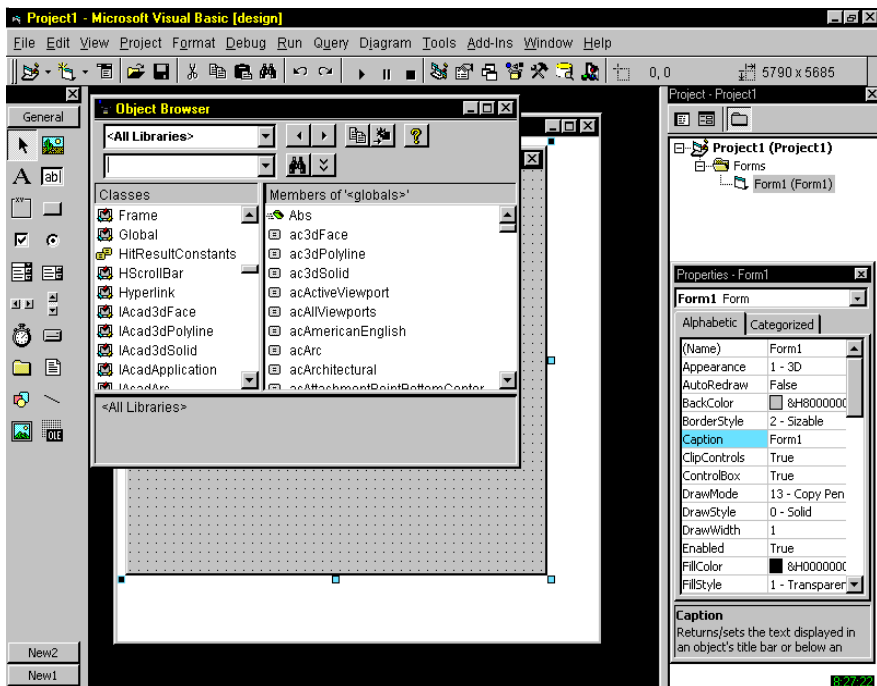 Project1 - Microsoft Visual Basic [design]
File Edit View Project Format Debug Run Query Diagram Tools Add-Ins Window Help
0, 0 5790 x 5685
General
A ab|
XY
OLE
New2
New1
Object Browser
<All Libraries>
Classes
Frame
Global
HitResultConstants
HScrollBar
Hyperlink
IAcad3dFace
IAcad3dPolyline
IAcad3dSolid
IAcadApplication
IAcadArc
Members of '<globals>'
Abs
ac3dFace
ac3dPolyline
ac3dSolid
acActiveViewport
acAllViewports
acAmericanEnglish
acArc
acArchitectural
acAttachmentPointBottomCenter
<All Libraries>
Project - Project1
Project1 (Project1)
Forms
Form1 (Form1)
Properties - Form1
Form1 Form
Alphabetic Categorized
(Name) Form1
Appearance 1 - 3D
AutoRedraw False
BackColor &H8000000
BorderStyle 2 - Sizable
Caption Form1
ClipControls True
ControlBox True
DrawMode 13 - Copy Pen
DrawStyle 0 - Solid
DrawWidth 1
Enabled True
FillColor &H0000000
FillStyle 1 - Transparer
Caption
Returns/sets the text displayed in
an object's title bar or below an
8:27:22